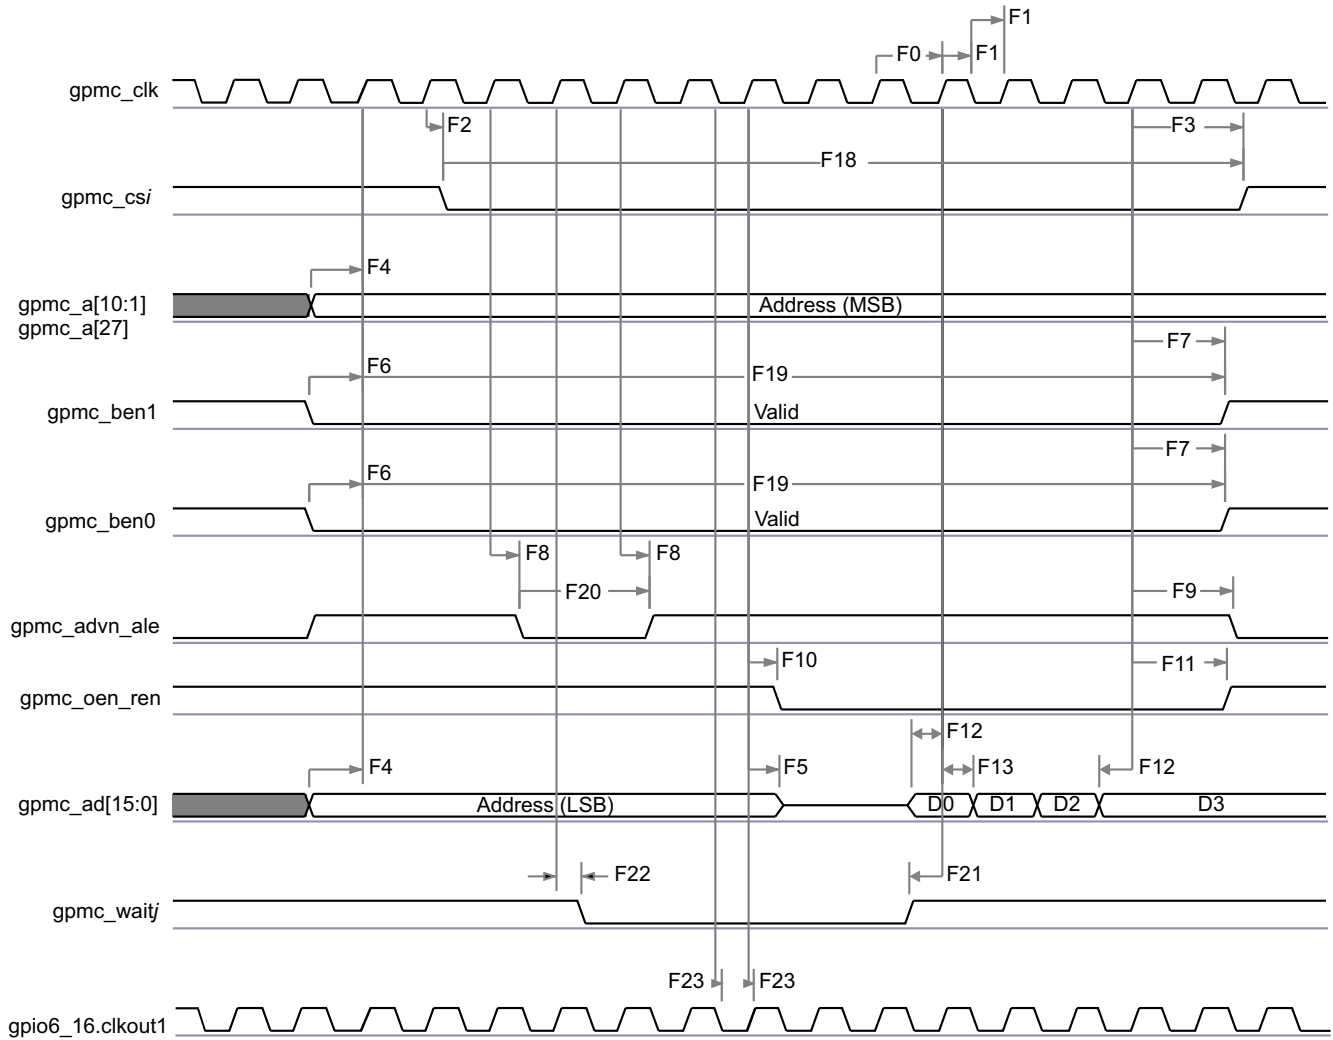 F1
F0
F1
gpmc_clk
F2
F3
F18
gpmc_csi
F4
gpmc_a[10:1]
Address (MSB)
gpmc_a[27]
F7
F6
F19
gpmc_ben1
Valid
F7
F6
F19
gpmc_ben0
Valid
F8
F8
F20
F9
gpmc_advn_ale
F10
F11
gpmc_oen_ren
F12
F4
F5
F13
F12
gpmc_ad[15:0]
Address (LSB)
D0
D1
D2
D3
F22
F21
gpmc_waitj
F23
F23
gpio6_16.clkout1